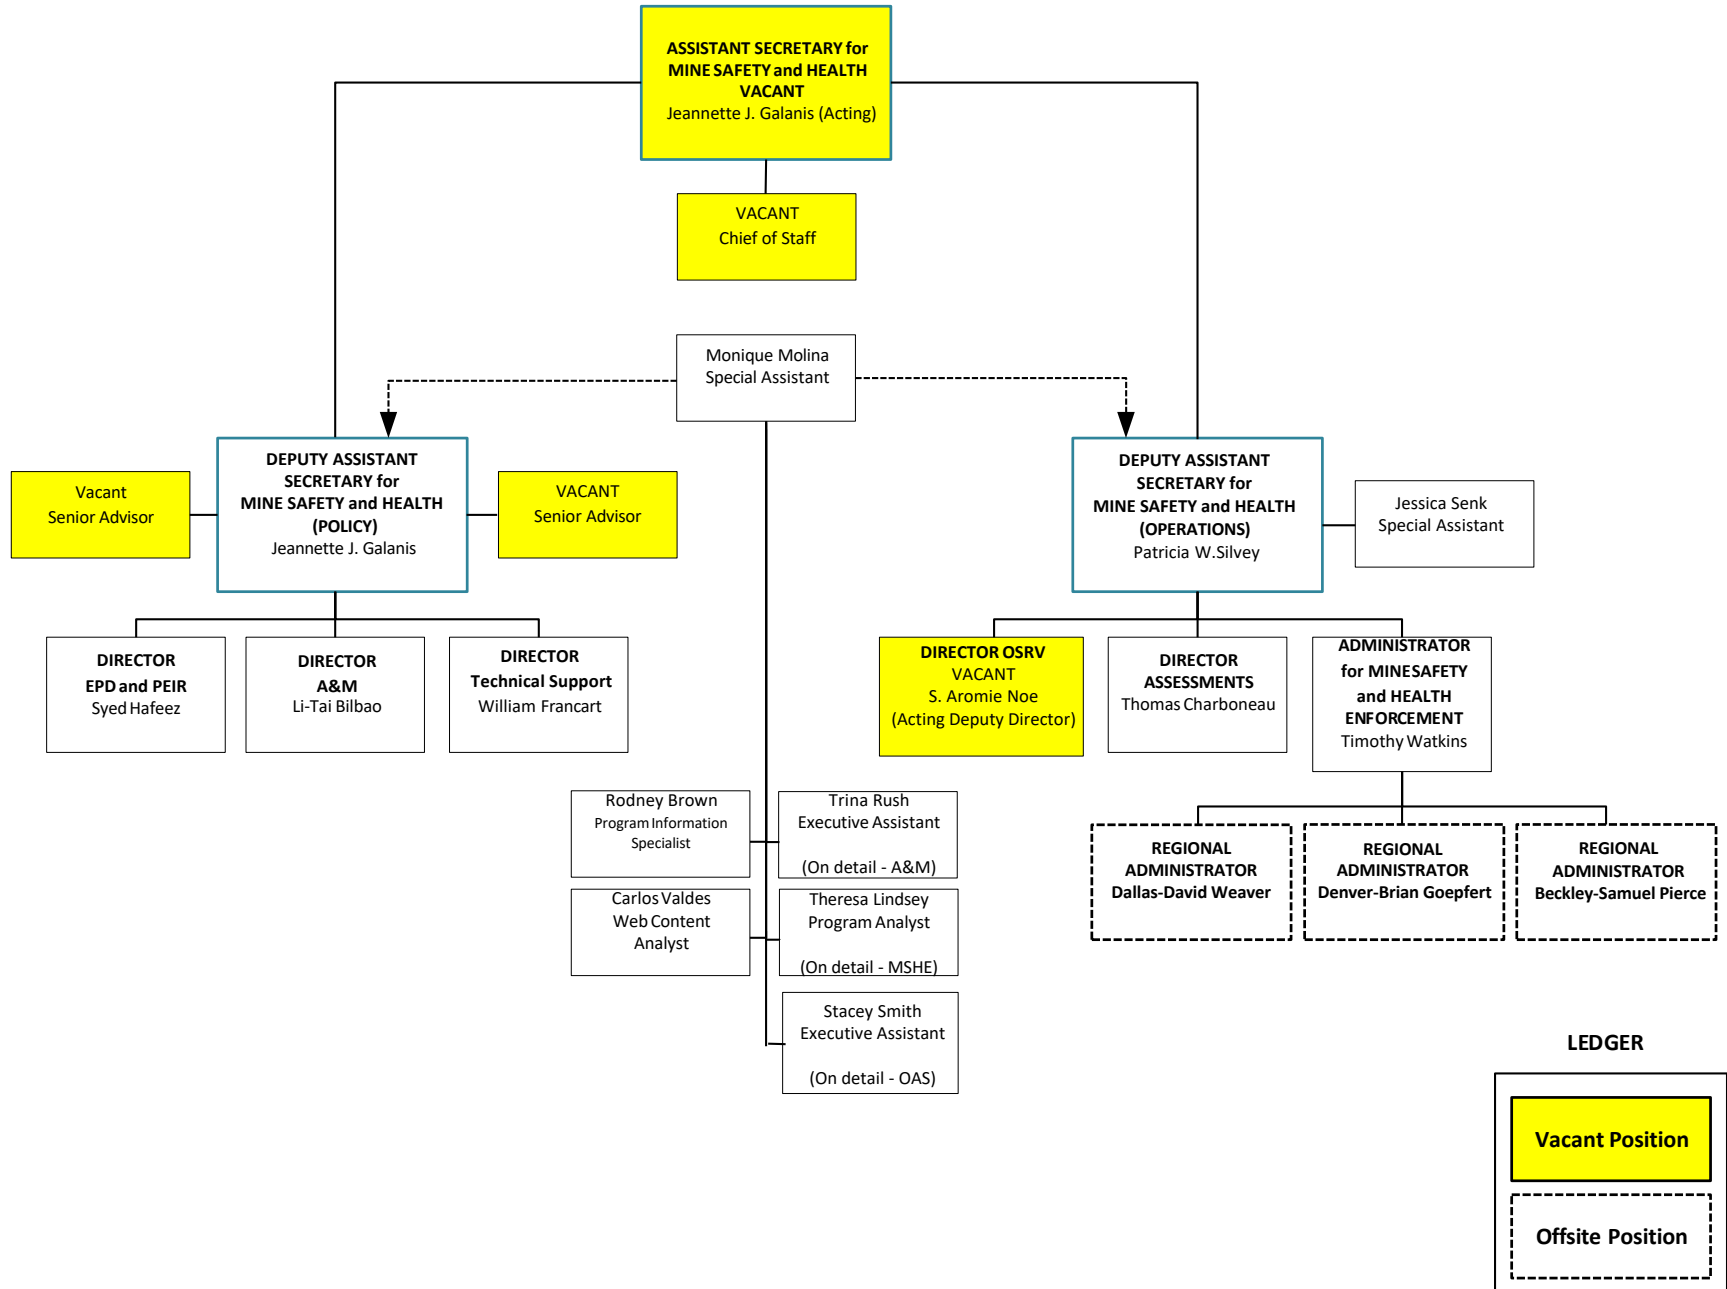 ASSISTANT SECRETARY for
MINE SAFETY and HEALTH
VACANT
Jeannette J. Galanis (Acting)
VACANT
Chief of Staff
Monique Molina
Special Assistant
Vacant
Senior Advisor
DEPUTY ASSISTANT
SECRETARY for
MINE SAFETY and HEALTH
(POLICY)
Jeannette J. Galanis
VACANT
Senior Advisor
DEPUTY ASSISTANT
SECRETARY for
MINE SAFETY and HEALTH
(OPERATIONS)
Patricia W.Silvey
Jessica Senk
Special Assistant
DIRECTOR
EPD and PEIR
Syed Hafeez
DIRECTOR
A&M
Li-Tai Bilbao
DIRECTOR
Technical Support
William Francart
DIRECTOR OSRV
VACANT
S. Aromie Noe
(Acting Deputy Director)
DIRECTOR
ASSESSMENTS
Thomas Charboneau
ADMINISTRATOR
for MINESAFETY
and HEALTH
ENFORCEMENT
Timothy Watkins
Rodney Brown
Program Information
Specialist
Trina Rush
Executive Assistant
(On detail - A&M)
Carlos Valdes
Web Content
Analyst
Theresa Lindsey
Program Analyst
(On detail - MSHE)
Stacey Smith
Executive Assistant
(On detail - OAS)
REGIONAL
ADMINISTRATOR
Dallas-David Weaver
REGIONAL
ADMINISTRATOR
Denver-Brian Goepfert
REGIONAL
ADMINISTRATOR
Beckley-Samuel Pierce
LEDGER
Vacant Position
Offsite Position